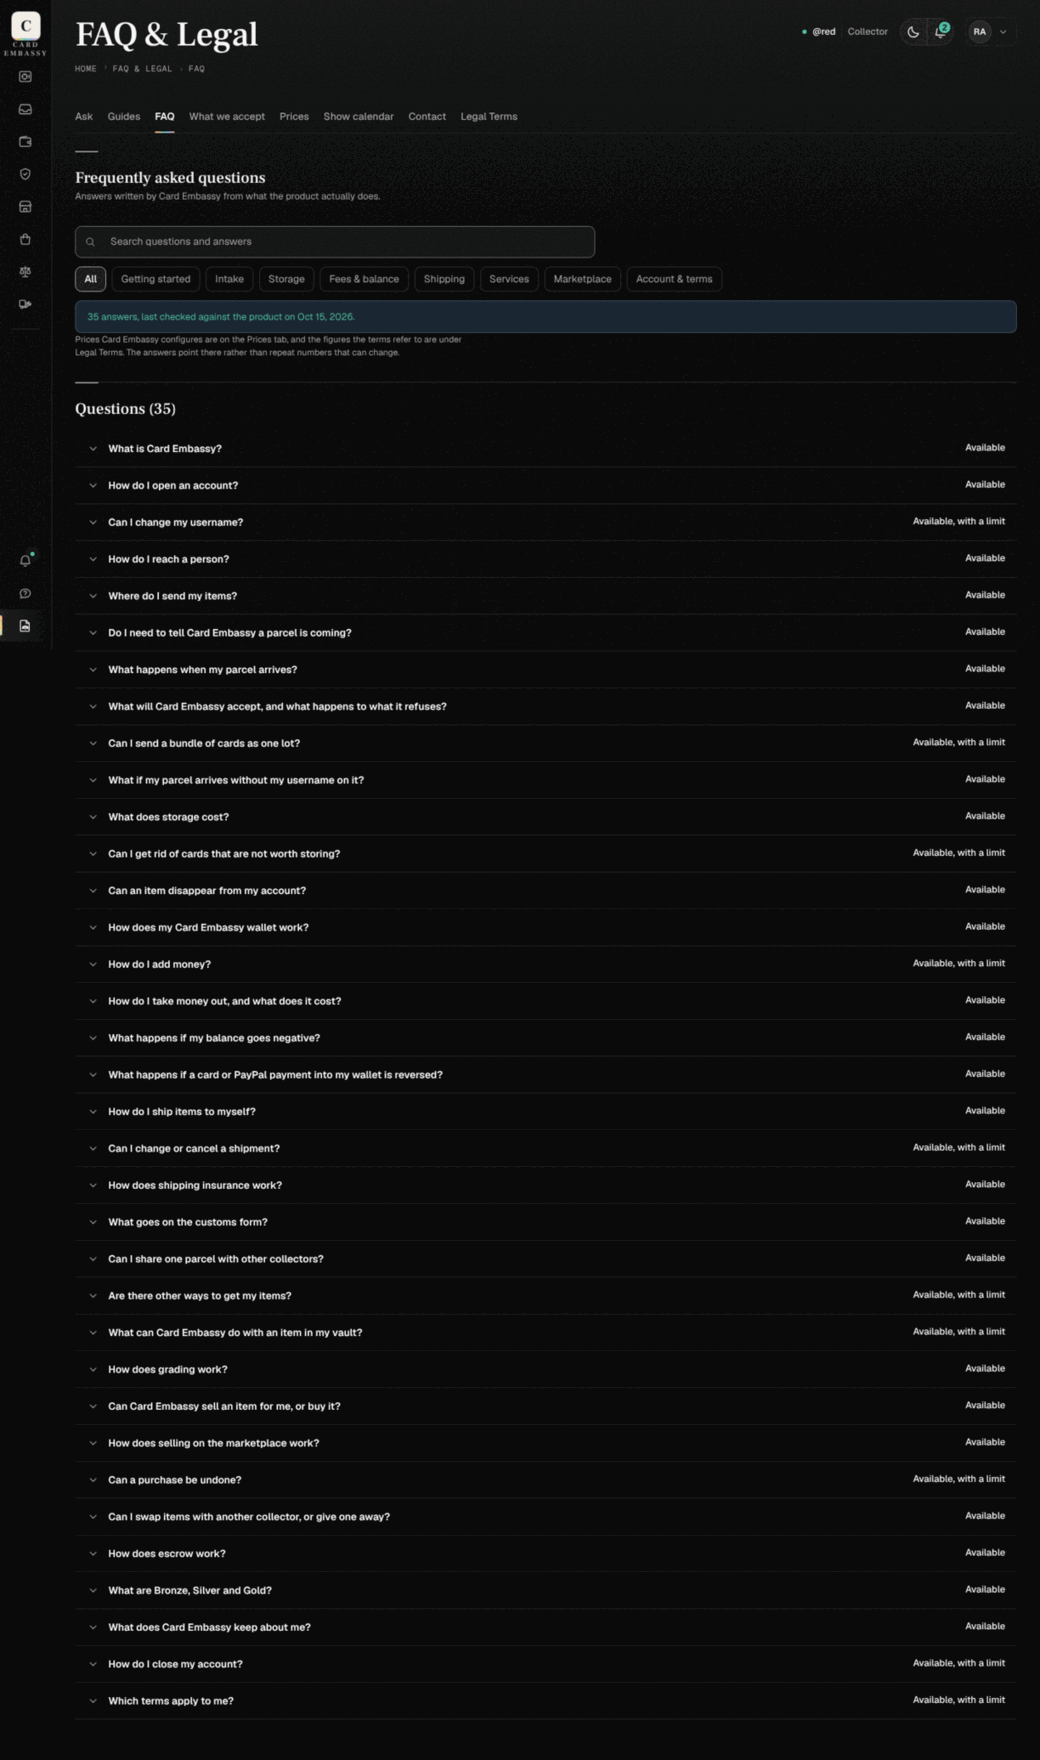 C
CARD
EMBASSY
FAQ & Legal
@red
Collector
2
RA
HOME › FAQ & LEGAL › FAQ
Ask
Guides
FAQ
What we accept
Prices
Show calendar
Contact
Legal Terms
Frequently asked questions
Answers written by Card Embassy from what the product actually does.
Search questions and answers
All
Getting started
Intake
Storage
Fees & balance
Shipping
Services
Marketplace
Account & terms
35 answers, last checked against the product on Oct 15, 2026.
Prices Card Embassy configures are on the Prices tab, and the figures the terms refer to are under
Legal Terms. The answers point there rather than repeat numbers that can change.
Questions (35)
What is Card Embassy? Available
How do I open an account? Available
Can I change my username? Available, with a limit
How do I reach a person? Available
Where do I send my items? Available
Do I need to tell Card Embassy a parcel is coming? Available
What happens when my parcel arrives? Available
What will Card Embassy accept, and what happens to what it refuses? Available
Can I send a bundle of cards as one lot? Available, with a limit
What if my parcel arrives without my username on it? Available
What does storage cost? Available
Can I get rid of cards that are not worth storing? Available, with a limit
Can an item disappear from my account? Available
How does my Card Embassy wallet work? Available
How do I add money? Available, with a limit
How do I take money out, and what does it cost? Available
What happens if my balance goes negative? Available
What happens if a card or PayPal payment into my wallet is reversed? Available
How do I ship items to myself? Available
Can I change or cancel a shipment? Available, with a limit
How does shipping insurance work? Available
What goes on the customs form? Available
Can I share one parcel with other collectors? Available
Are there other ways to get my items? Available, with a limit
What can Card Embassy do with an item in my vault? Available, with a limit
How does grading work? Available
Can Card Embassy sell an item for me, or buy it? Available
How does selling on the marketplace work? Available
Can a purchase be undone? Available, with a limit
Can I swap items with another collector, or give one away? Available
How does escrow work? Available
What are Bronze, Silver and Gold? Available
What does Card Embassy keep about me? Available
How do I close my account? Available, with a limit
Which terms apply to me? Available, with a limit